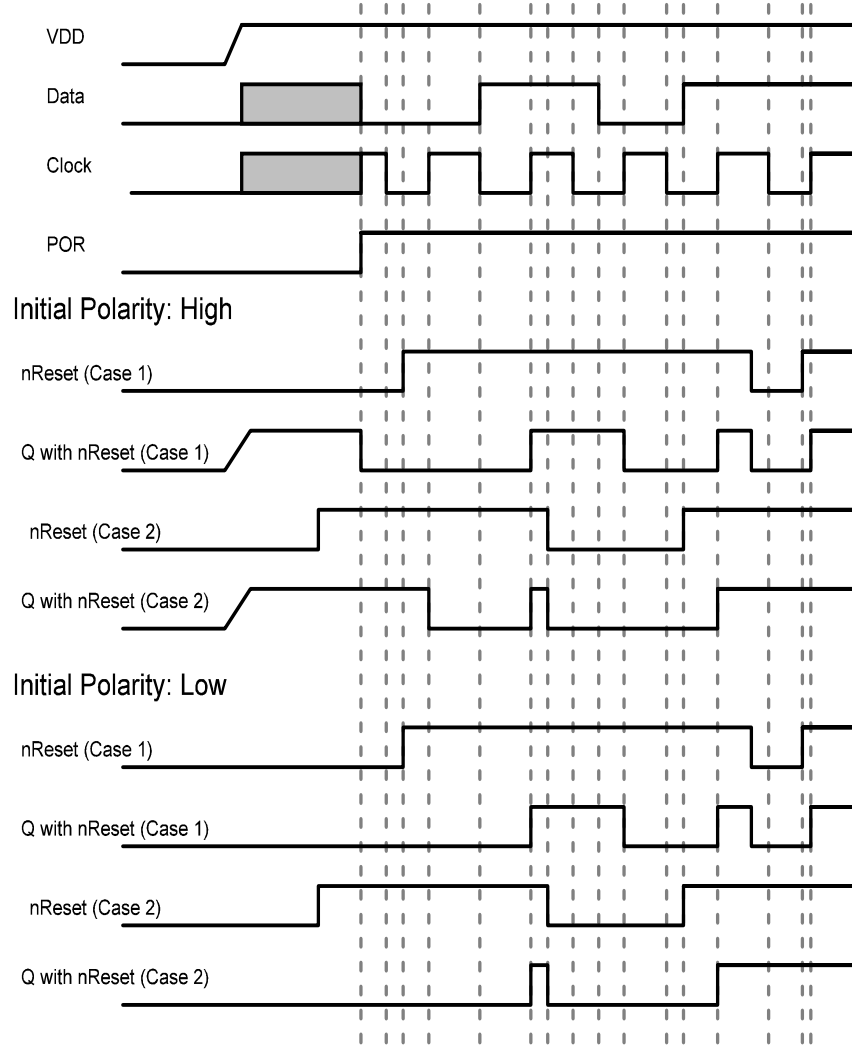 VDD
Data
Clock
POR
Initial Polarity: High
nReset (Case 1)
Q with nReset (Case 1)
nReset (Case 2)
Q with nReset (Case 2)
Initial Polarity: Low
nReset (Case 1)
Q with nReset (Case 1)
nReset (Case 2)
Q with nReset (Case 2)